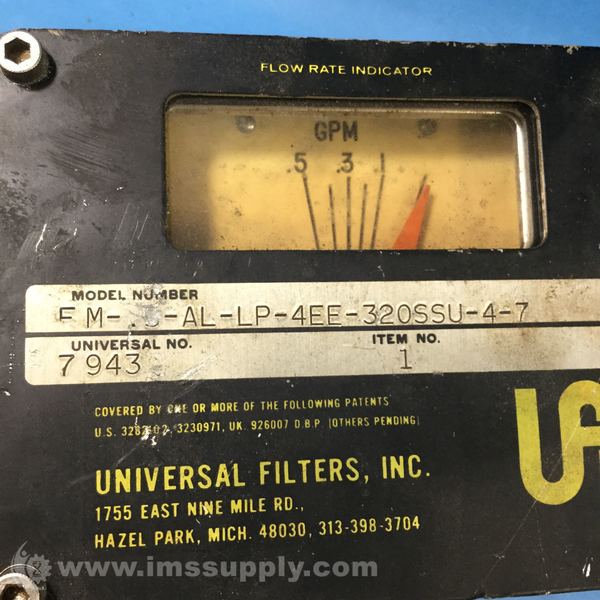 FLOW RATE INDICATOR
GPM
.5 .3 .1
MODEL NUMBER
M- -AL-LP-4EE-320SSU-4-7
UNIVERSAL NO. ITEM NO.
7943 1
COVERED BY ONE OR MORE OF THE FOLLOWING PATENTS
U.S. 3230971, UK. 926007 D.B.P. (OTHERS PENDING)
UNIVERSAL FILTERS, INC.
1755 EAST NINE MILE RD.,
HAZEL PARK, MICH. 48030, 313-398-3704
www.imssupply.com